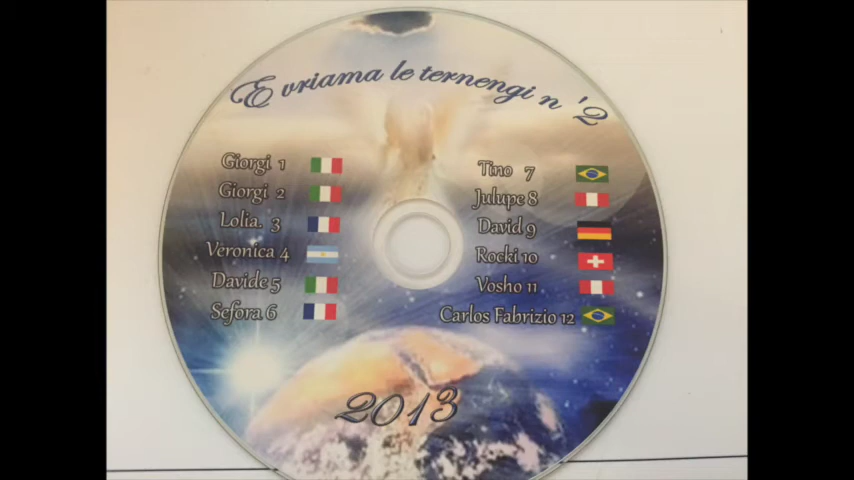 E vriama le ternengi n'2
Giorgi 1
Giorgi 2
Lolia. 3
Veronica 4
Davide 5
Sefora 6
Tino 7
Julupe 8
David 9
Rocki 10
Vosho 11
Carlos Fabrizio 12
2013